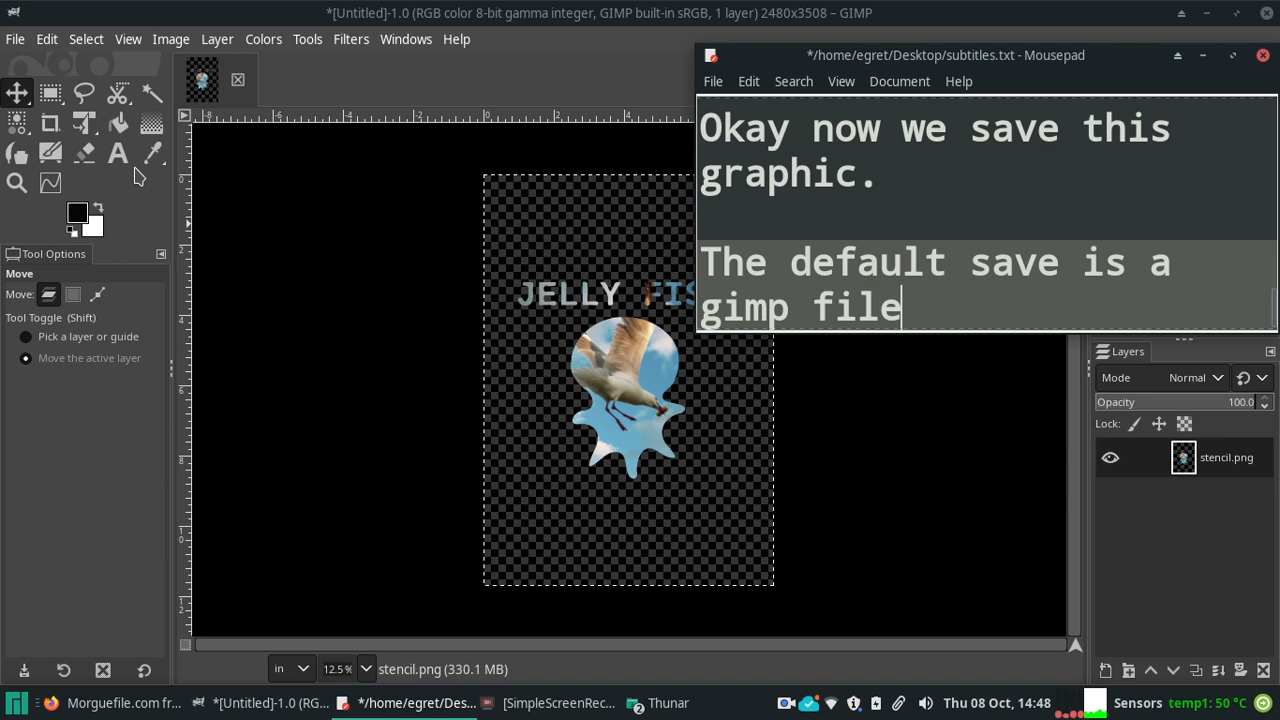 *[Untitled]-1.0 (RGB color 8-bit gamma integer, GIMP built-in sRGB, 1 layer) 2480x3508 – GIMP
File Edit Select View Image Layer Colors Tools Filters Windows Help
*/home/egret/Desktop/subtitles.txt - Mousepad
File Edit Search View Document Help
Okay now we save this
graphic.
The default save is a
gimp file
Tool Options
Move
Move:
Tool Toggle (Shift)
Pick a layer or guide
Move the active layer
JELLY FIS
Layers
Mode Normal
Opacity 100.0
Lock:
stencil.png
in 12.5% stencil.png (330.1 MB)
Morguefile.com fr... *[Untitled]-1.0 (RG... */home/egret/Des... [SimpleScreenRec... 2 Thunar Thu 08 Oct, 14:48 Sensors temp1: 50 °C